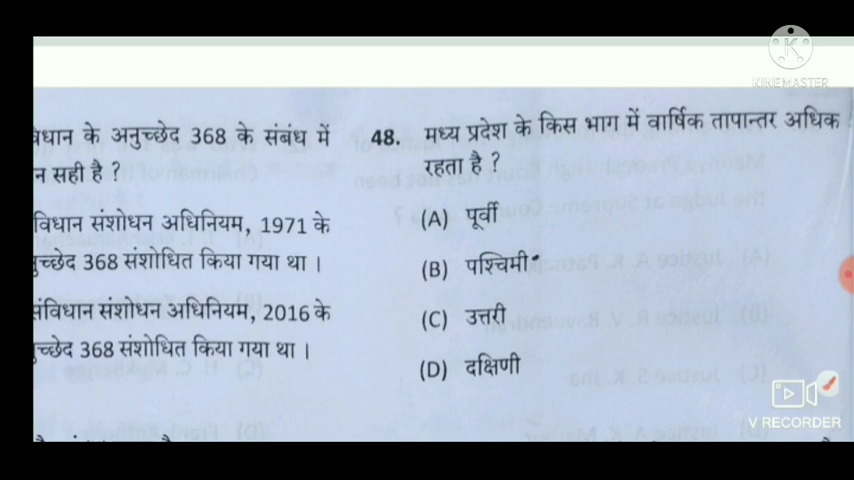 KINEMASTER
विधान के अनुच्छेद 368 के संबंध में
न सही है ?
विधान संशोधन अधिनियम, 1971 के
नुच्छेद 368 संशोधित किया गया था ।
संविधान संशोधन अधिनियम, 2016 के
नुच्छेद 368 संशोधित किया गया था ।
48. मध्य प्रदेश के किस भाग में वार्षिक तापान्तर अधिक
रहता है ?
(A) पूर्वी
(B) पश्चिमी
(C) उत्तरी
(D) दक्षिणी
V RECORDER